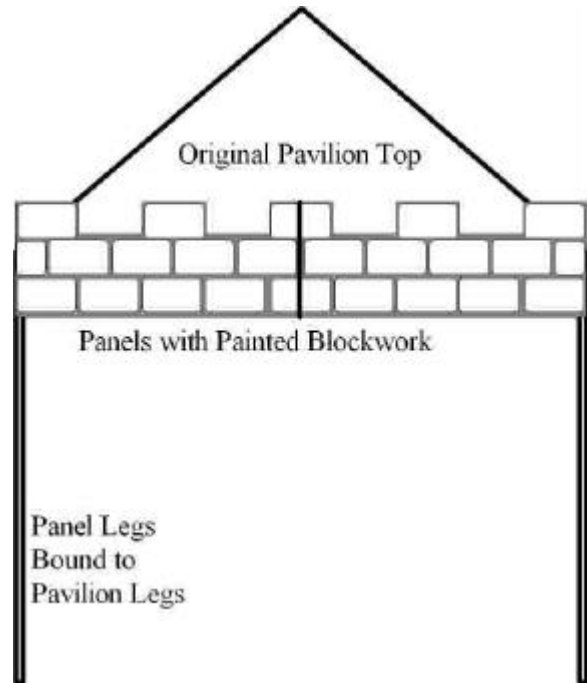 Original Pavilion Top
Panels with Painted Blockwork
Panel Legs
Bound to
Pavilion Legs